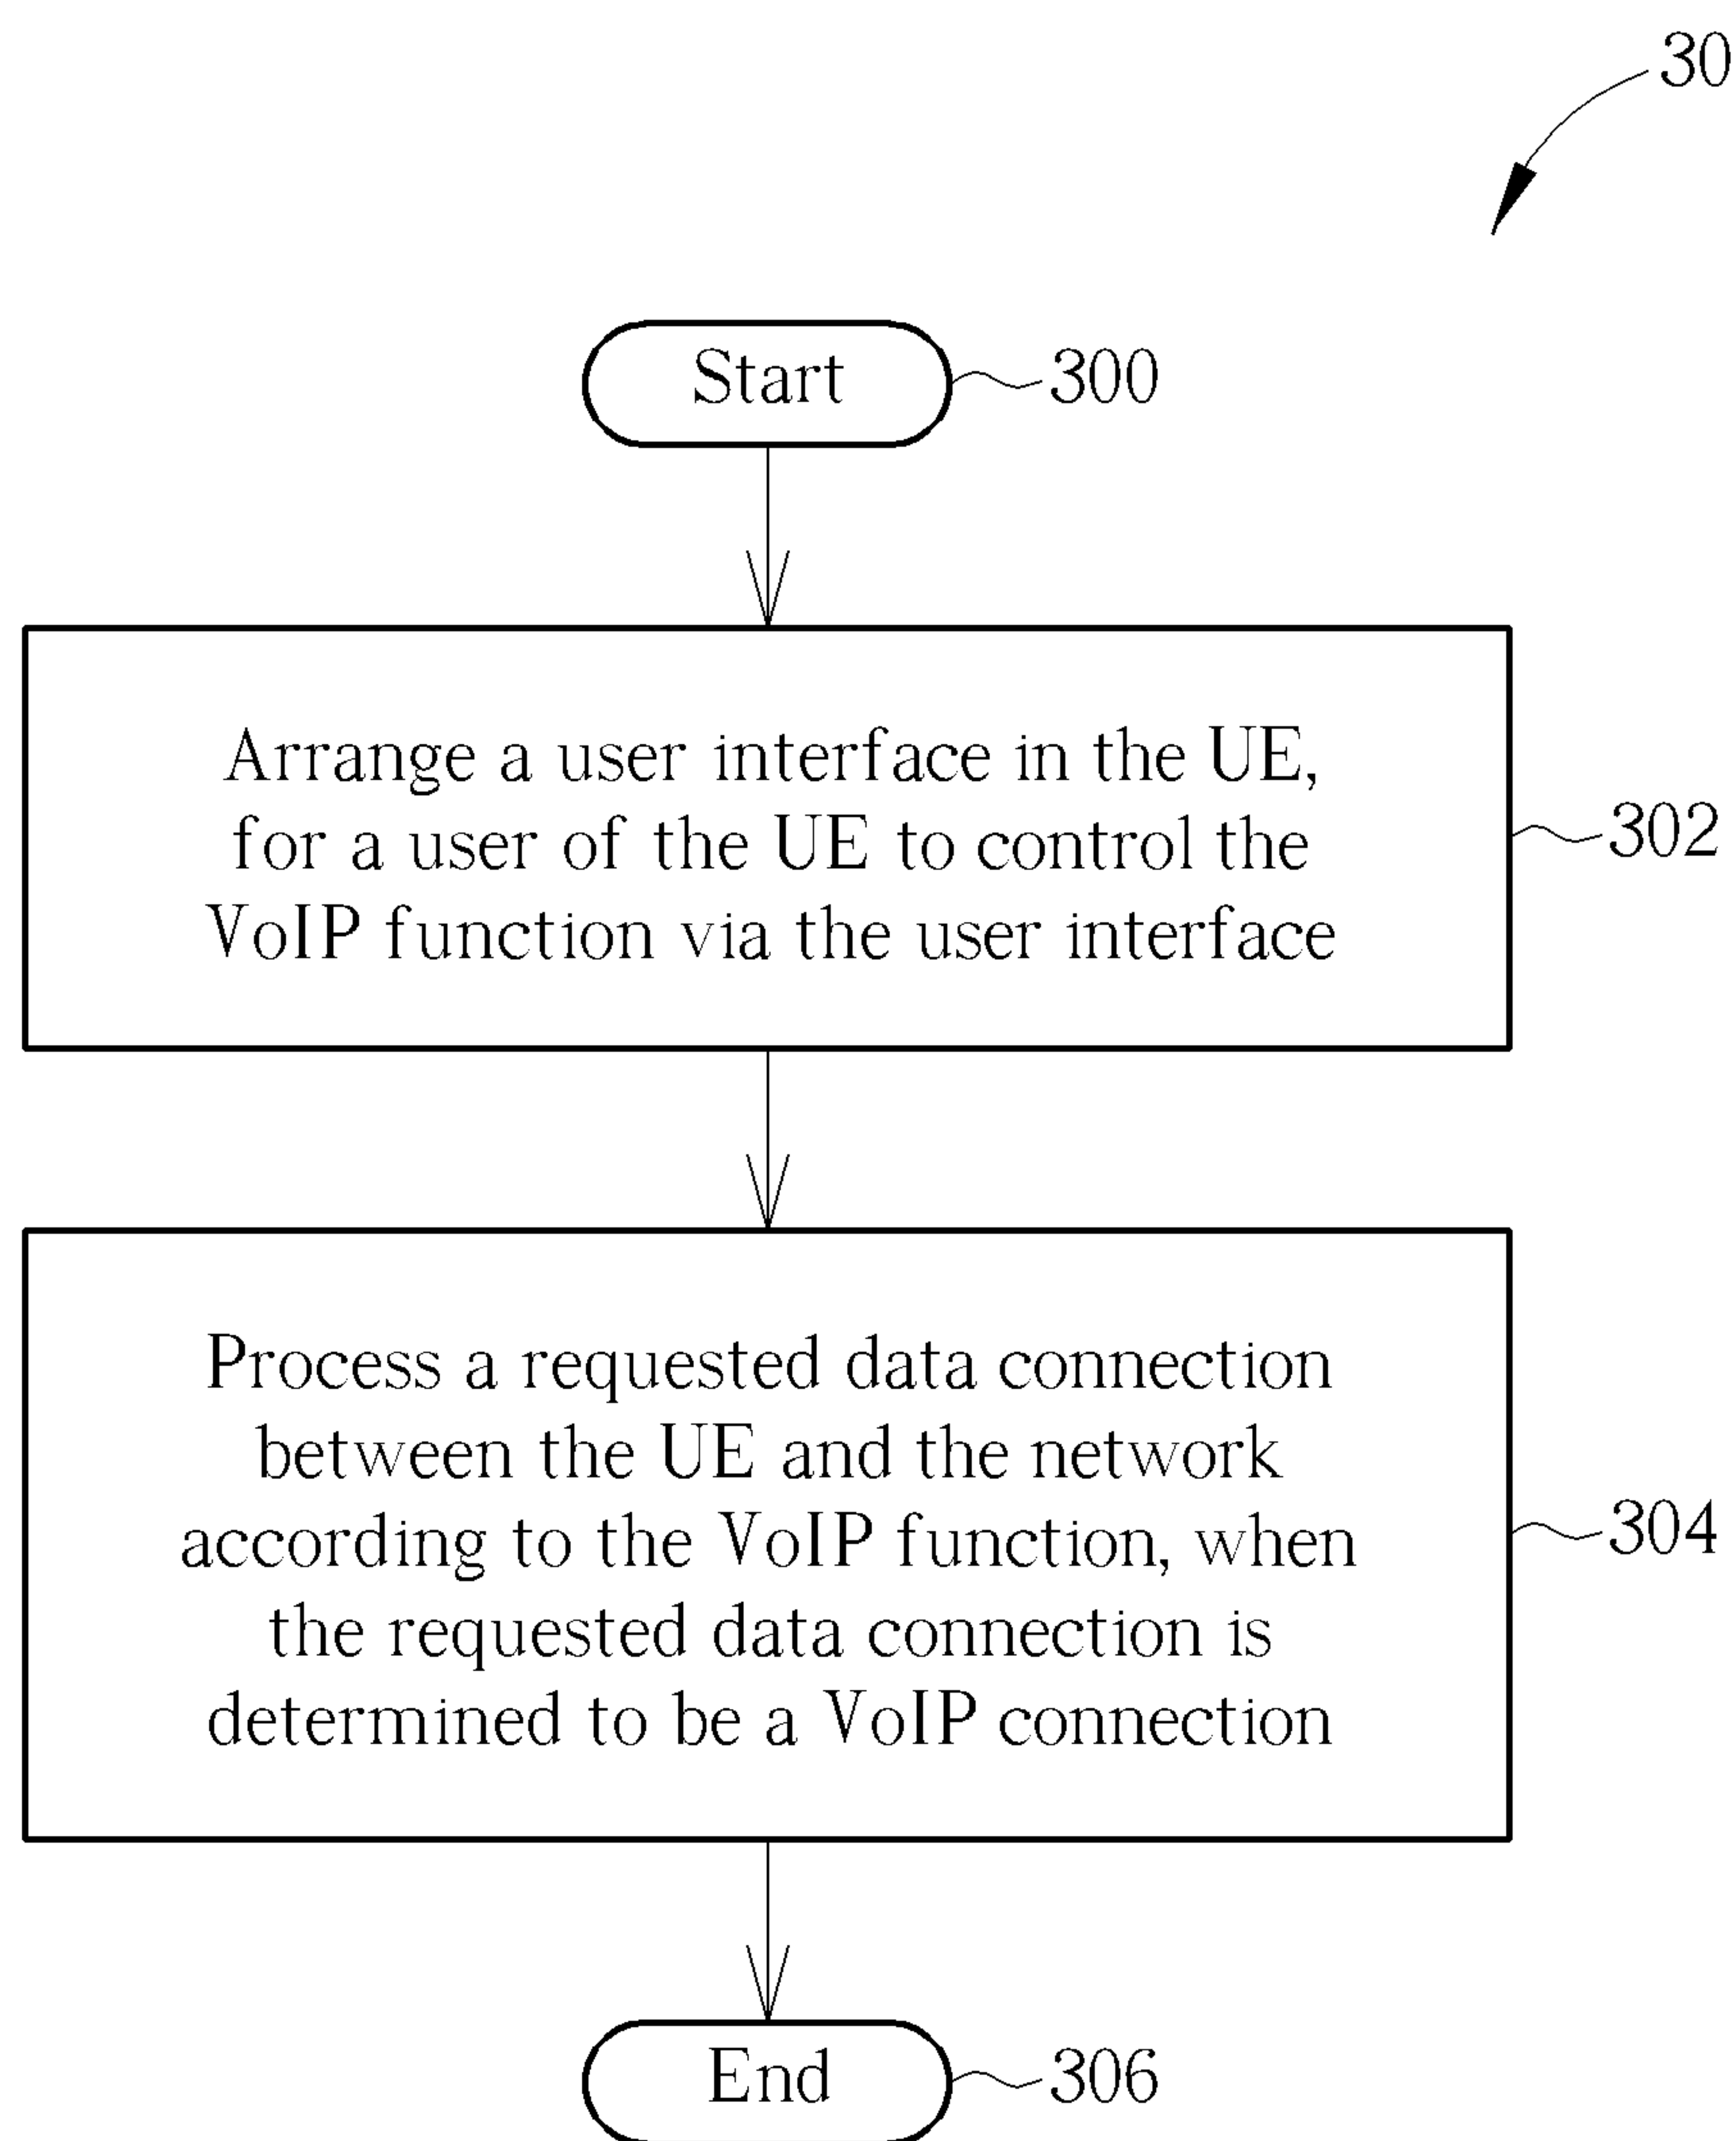 30
Start
300
Arrange a user interface in the UE,
for a user of the UE to control the
VoIP function via the user interface
302
Process a requested data connection
between the UE and the network
according to the VoIP function, when
the requested data connection is
determined to be a VoIP connection
304
End
306